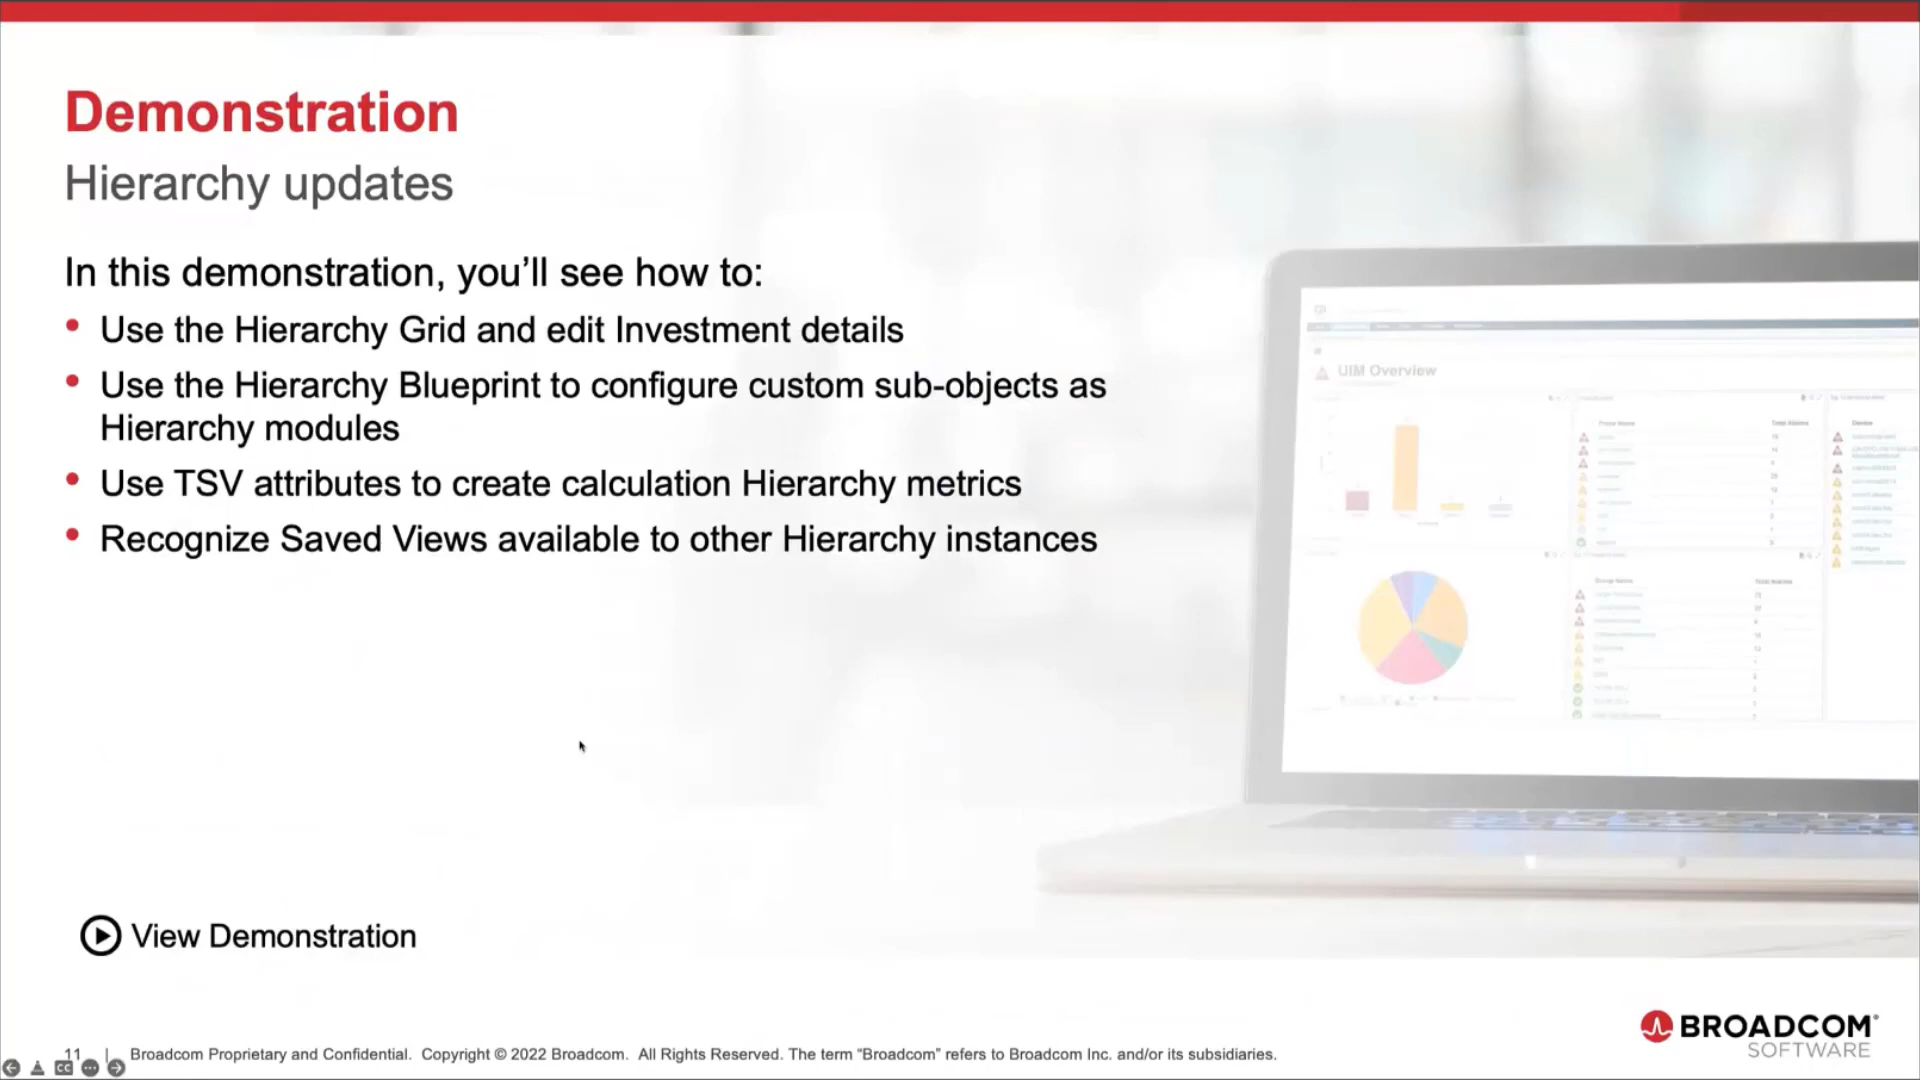 Demonstration
Hierarchy updates
In this demonstration, you’ll see how to:
• Use the Hierarchy Grid and edit Investment details
• Use the Hierarchy Blueprint to configure custom sub-objects as
Hierarchy modules
• Use TSV attributes to create calculation Hierarchy metrics
• Recognize Saved Views available to other Hierarchy instances
UIM Overview
View Demonstration
BROADCOM®
SOFTWARE
11 | Broadcom Proprietary and Confidential. Copyright © 2022 Broadcom. All Rights Reserved. The term “Broadcom” refers to Broadcom Inc. and/or its subsidiaries.
CC